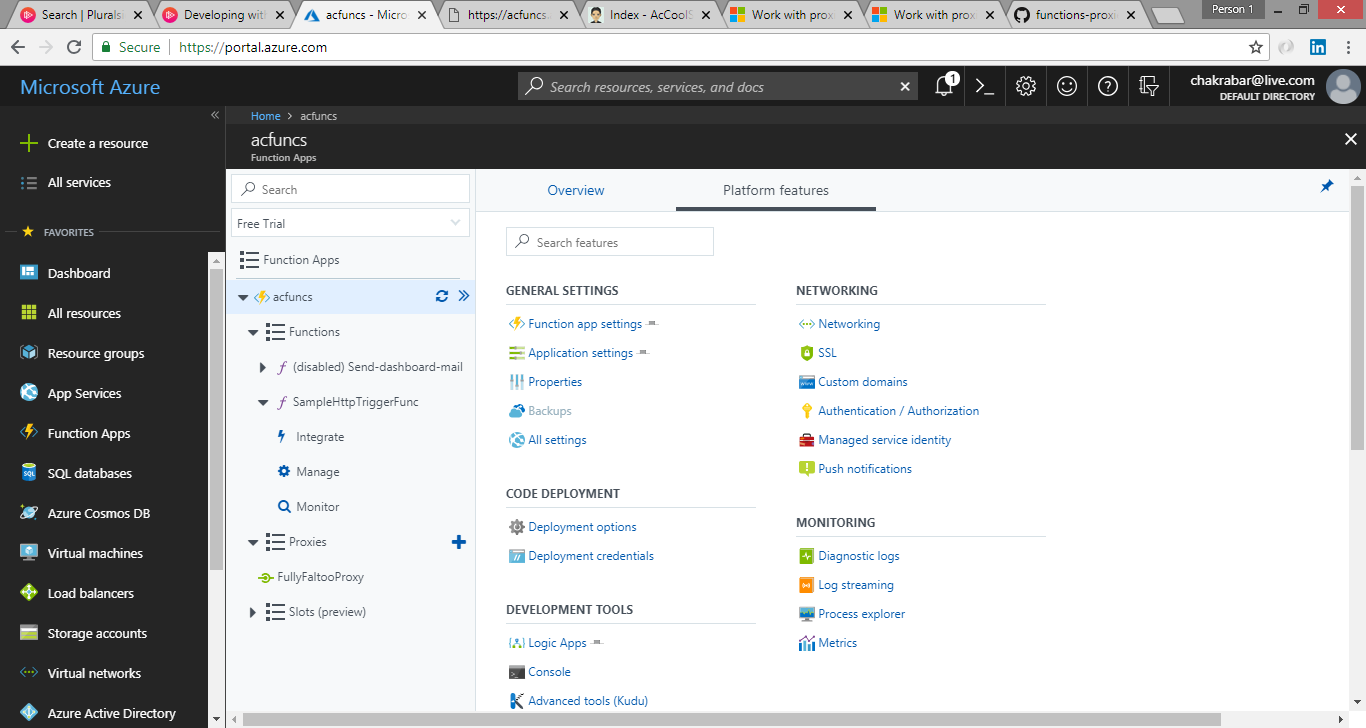 Search | Pluralsi
Developing with
acfuncs - Micros
https://acfuncs.
Index - AcCoolS
Work with proxi
Work with proxi
functions-proxi
Person 1
Secure
https://portal.azure.com
Microsoft Azure
Search resources, services, and docs
1
chakrabar@live.com
DEFAULT DIRECTORY
Home > acfuncs
acfuncs
Function Apps
Create a resource
All services
FAVORITES
Dashboard
All resources
Resource groups
App Services
Function Apps
SQL databases
Azure Cosmos DB
Virtual machines
Load balancers
Storage accounts
Virtual networks
Azure Active Directory
Search
Free Trial
Function Apps
acfuncs
Functions
(disabled) Send-dashboard-mail
SampleHttpTriggerFunc
Integrate
Manage
Monitor
Proxies
FullyFaltooProxy
Slots (preview)
Overview
Platform features
Search features
GENERAL SETTINGS
Function app settings
Application settings
Properties
Backups
All settings
CODE DEPLOYMENT
Deployment options
Deployment credentials
DEVELOPMENT TOOLS
Logic Apps
Console
Advanced tools (Kudu)
NETWORKING
Networking
SSL
Custom domains
Authentication / Authorization
Managed service identity
Push notifications
MONITORING
Diagnostic logs
Log streaming
Process explorer
Metrics